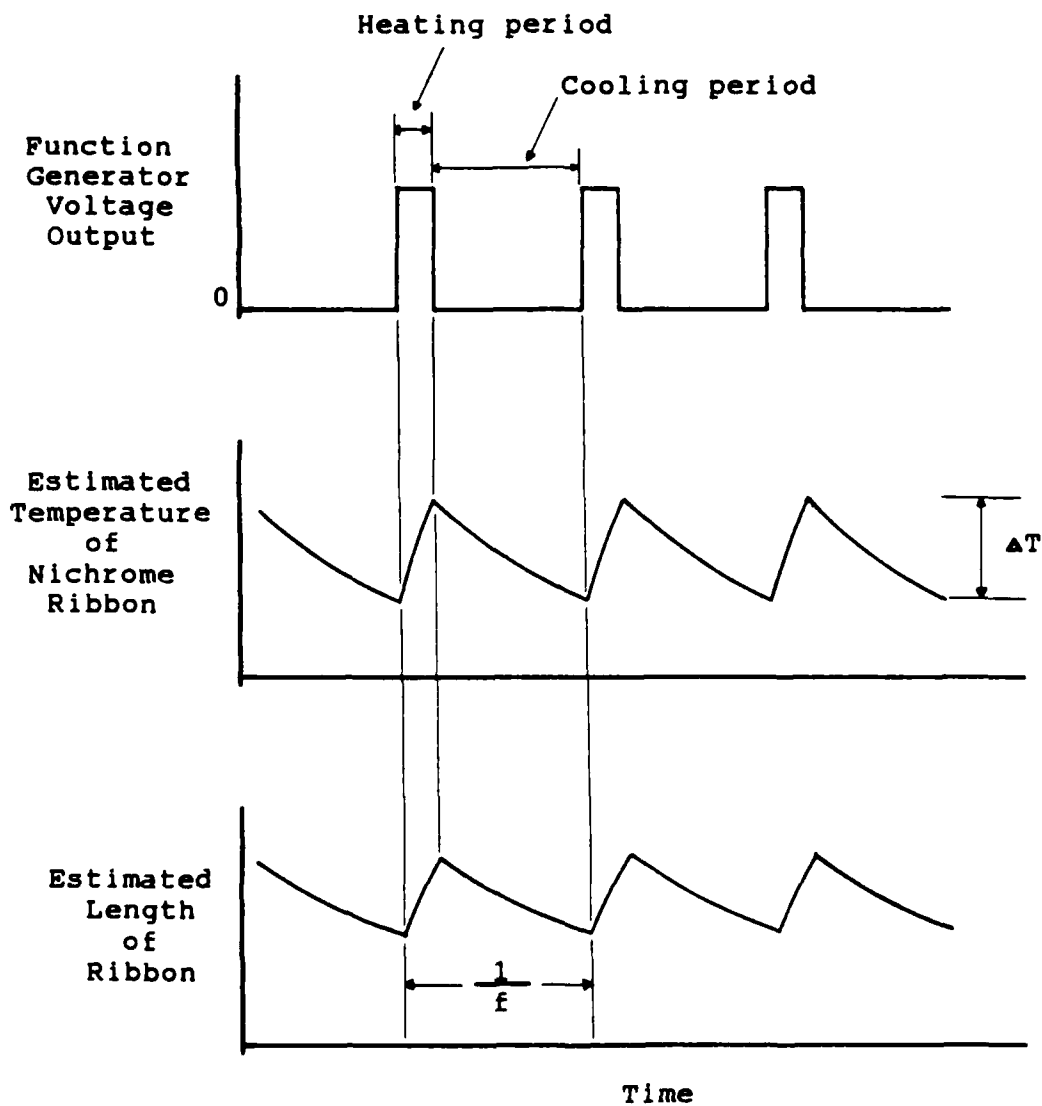 Heating period
Cooling period
Function
Generator
Voltage
Output
0
Estimated
Temperature
of
Nichrome
Ribbon
ΔT
Estimated
Length
of
Ribbon
1
f
Time